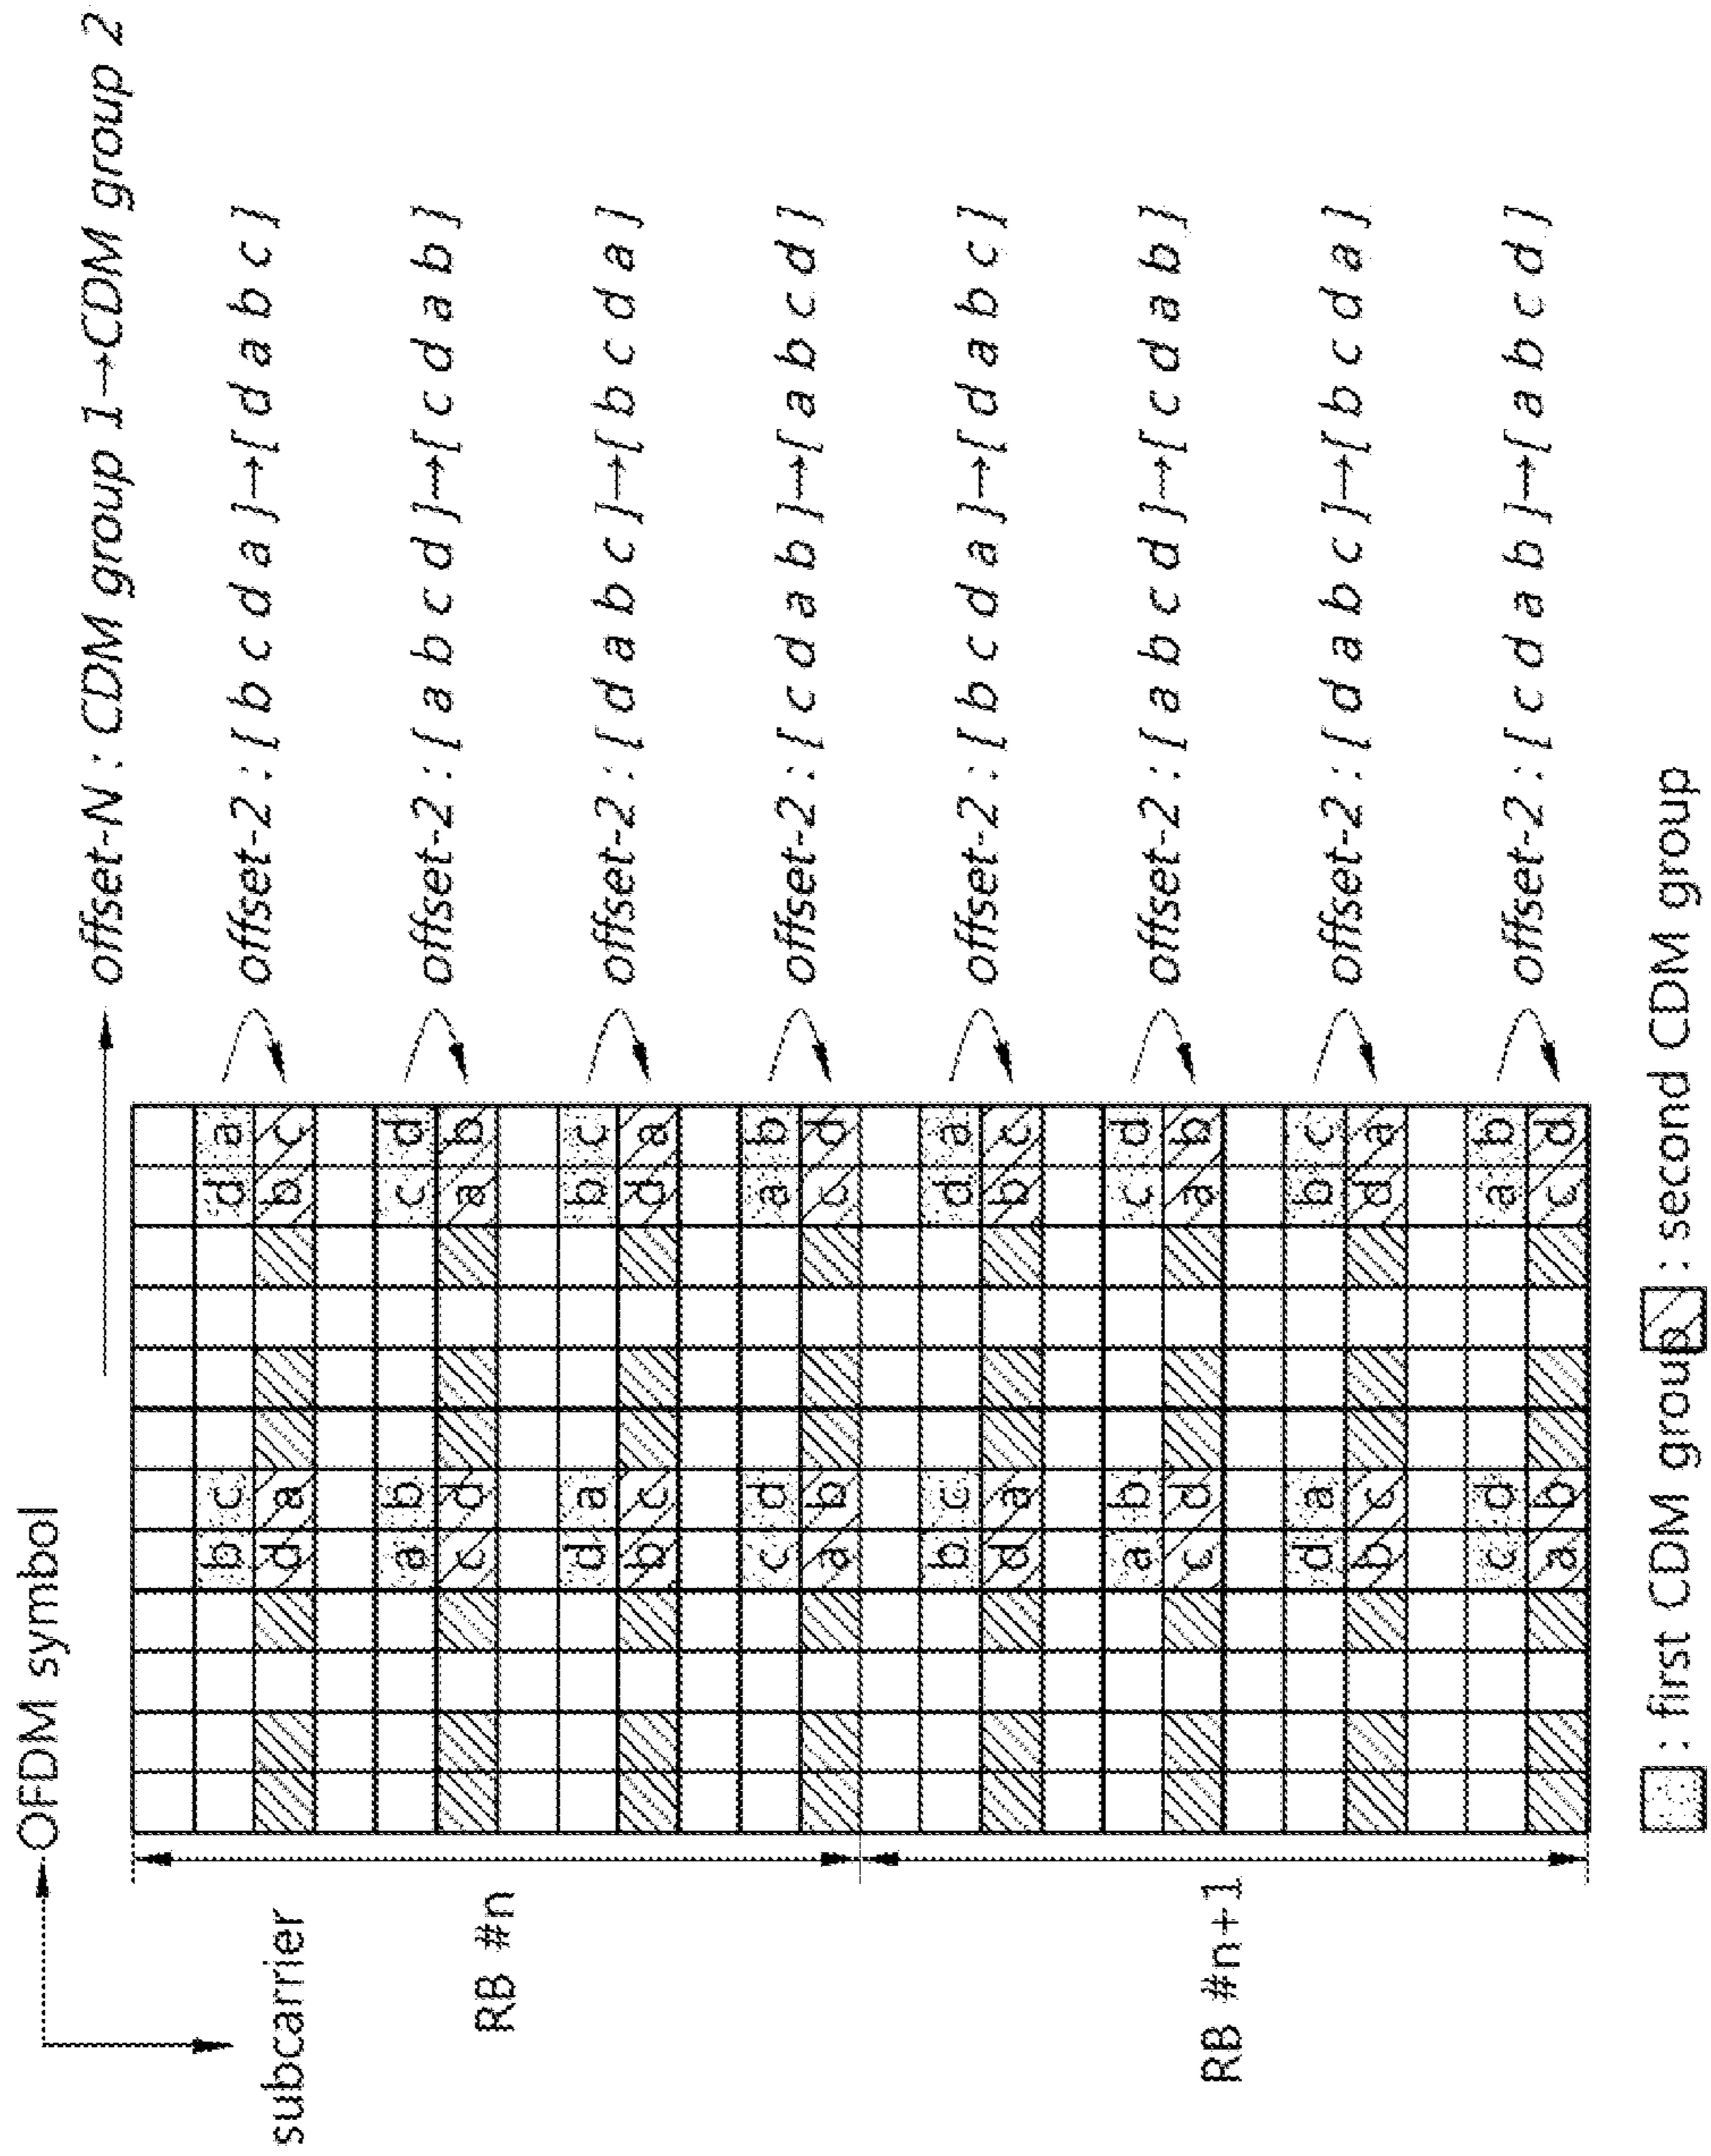 OFDM symbol
offset-N : CDM group 1→CDM group 2
subcarrier
b c d a
d a b c
offset-2 : [ b c d a ]→[ d a b c ]
RB #n
a b c d
c d a b
offset-2 : [ a b c d ]→[ c d a b ]
d a b c
b c d a
offset-2 : [ d a b c ]→[ b c d a ]
c d a b
a b c d
offset-2 : [ c d a b ]→[ a b c d ]
b c d a
d a b c
offset-2 : [ b c d a ]→[ d a b c ]
RB #n+1
a b c d
c d a b
offset-2 : [ a b c d ]→[ c d a b ]
d a b c
b c d a
offset-2 : [ d a b c ]→[ b c d a ]
c d a b
a b c d
offset-2 : [ c d a b ]→[ a b c d ]
: first CDM group : second CDM group